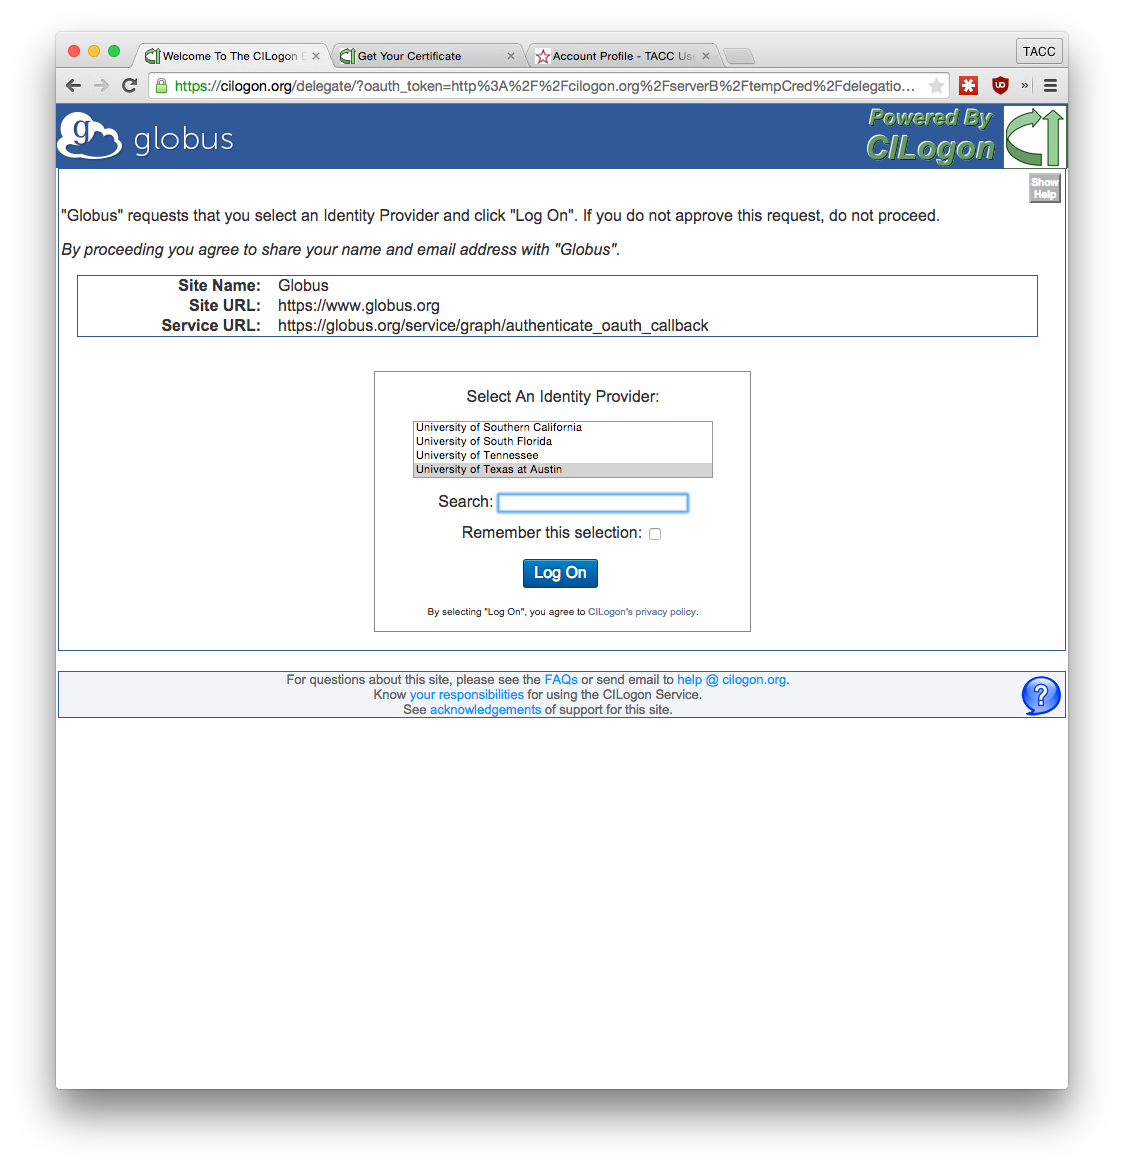 Welcome To The CILogon D
Get Your Certificate
Account Profile - TACC Use
TACC
https://cilogon.org/delegate/?oauth_token=http%3A%2F%2Fcilogon.org%2FserverB%2FtempCred%2Fdelegatio...
g globus
Powered By
CILogon
Show
Help
"Globus" requests that you select an Identity Provider and click "Log On". If you do not approve this request, do not proceed.
By proceeding you agree to share your name and email address with "Globus".
Site Name: Globus
Site URL: https://www.globus.org
Service URL: https://globus.org/service/graph/authenticate_oauth_callback
Select An Identity Provider:
University of Southern California
University of South Florida
University of Tennessee
University of Texas at Austin
Search:
Remember this selection:
Log On
By selecting "Log On", you agree to CILogon's privacy policy.
For questions about this site, please see the FAQs or send email to help @ cilogon.org.
Know your responsibilities for using the CILogon Service.
See acknowledgements of support for this site.
?